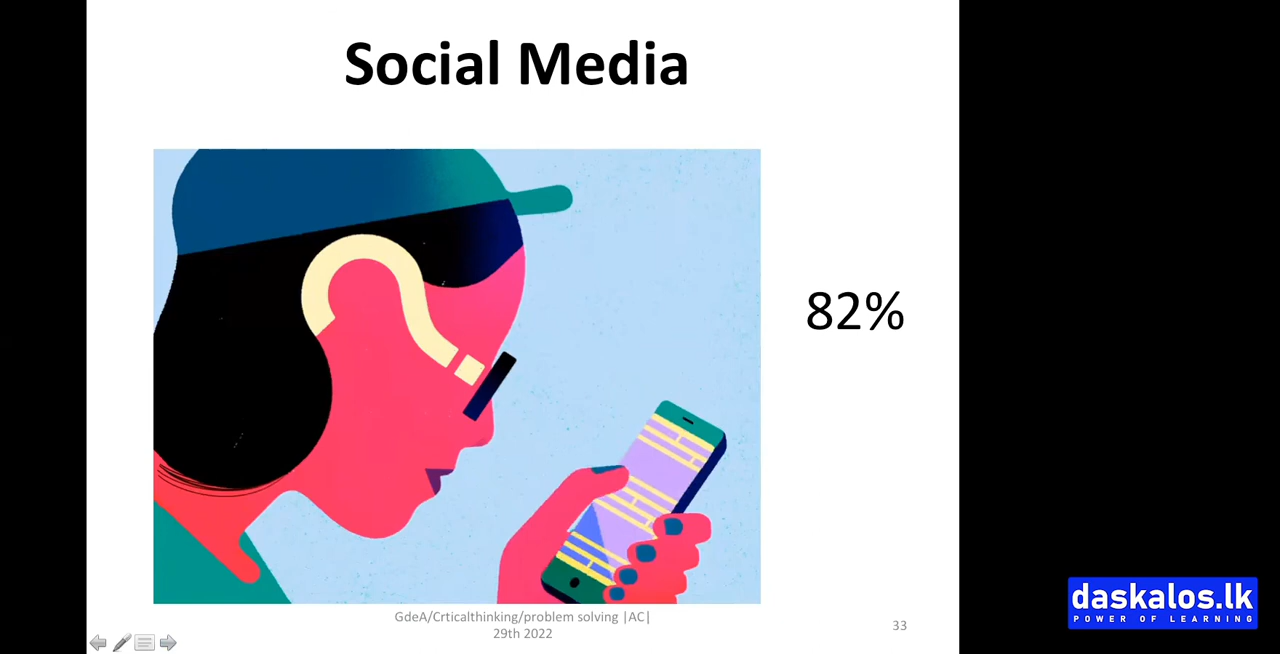 Social Media
82%
GdeA/Crticalthinking/problem solving |AC|
29th 2022
33
daskalos.lk
POWER OF LEARNING